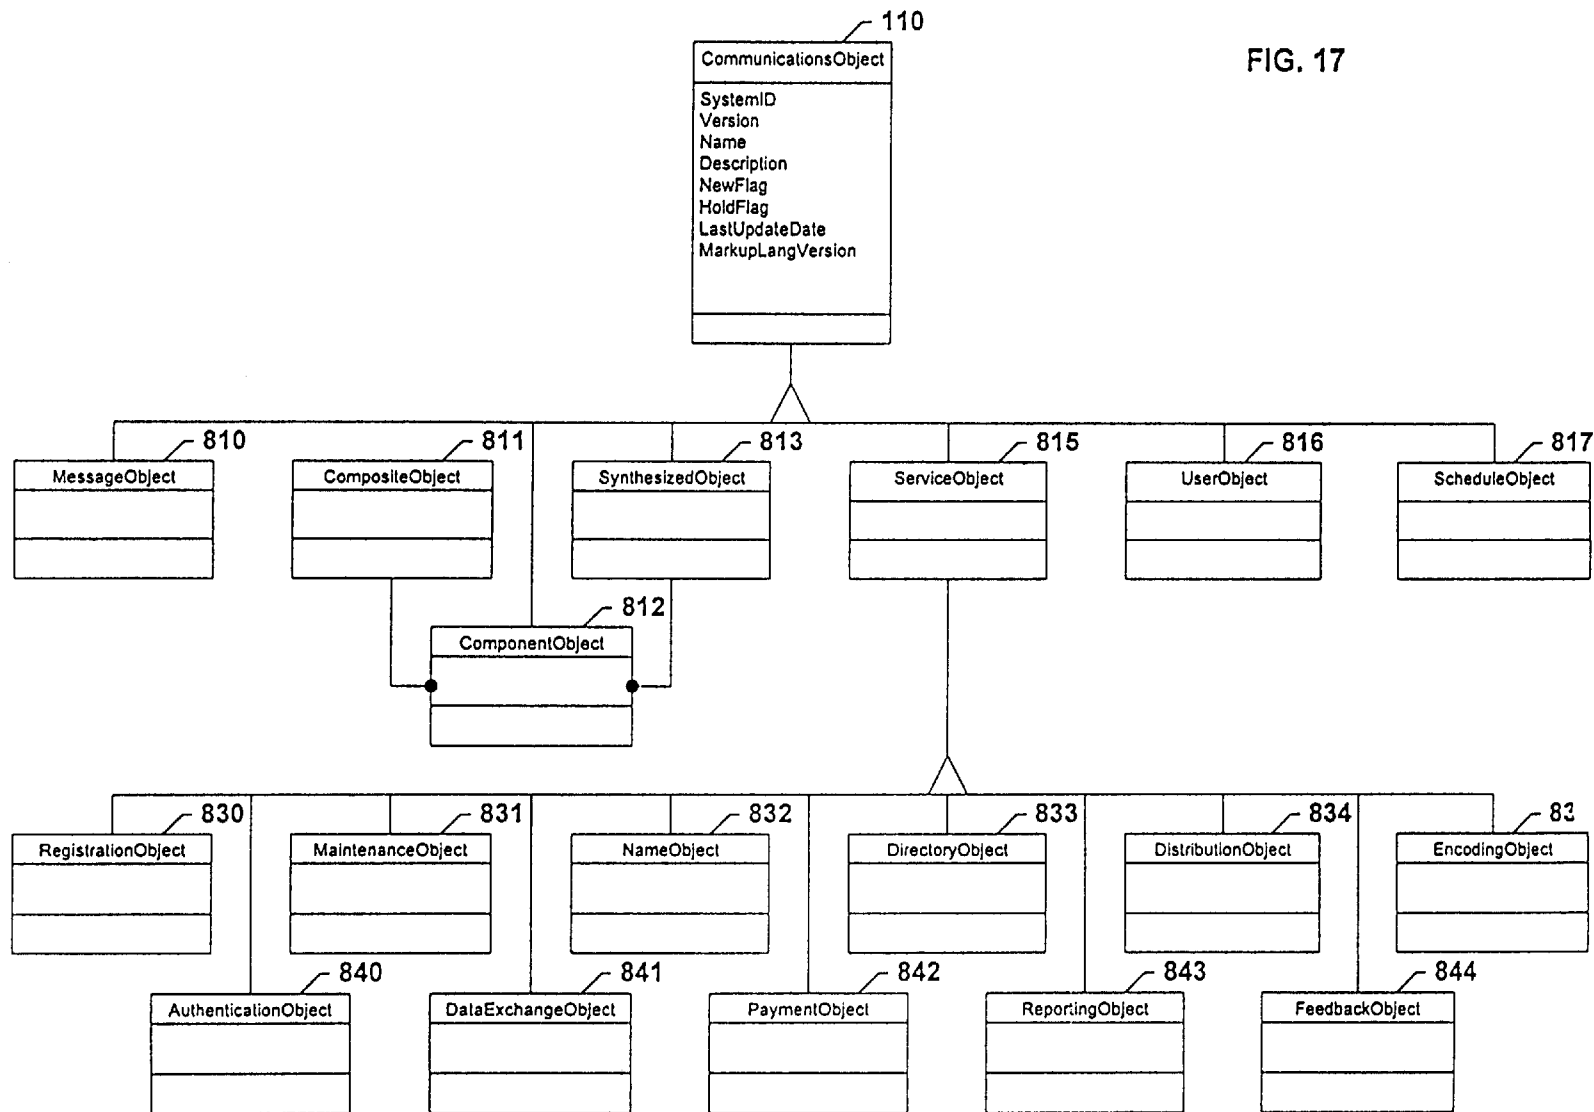 110
FIG. 17
CommunicationsObject
SystemID
Version
Name
Description
NewFlag
HoldFlag
LastUpdateDate
MarkupLangVersion
810
811
813
815
816
817
MessageObject
CompositeObject
SynthesizedObject
ServiceObject
UserObject
ScheduleObject
812
ComponentObject
830
831
832
833
834
83
RegistrationObject
MaintenanceObject
NameObject
DirectoryObject
DistributionObject
EncodingObject
840
841
842
843
844
AuthenticationObject
DataExchangeObject
PaymentObject
ReportingObject
FeedbackObject